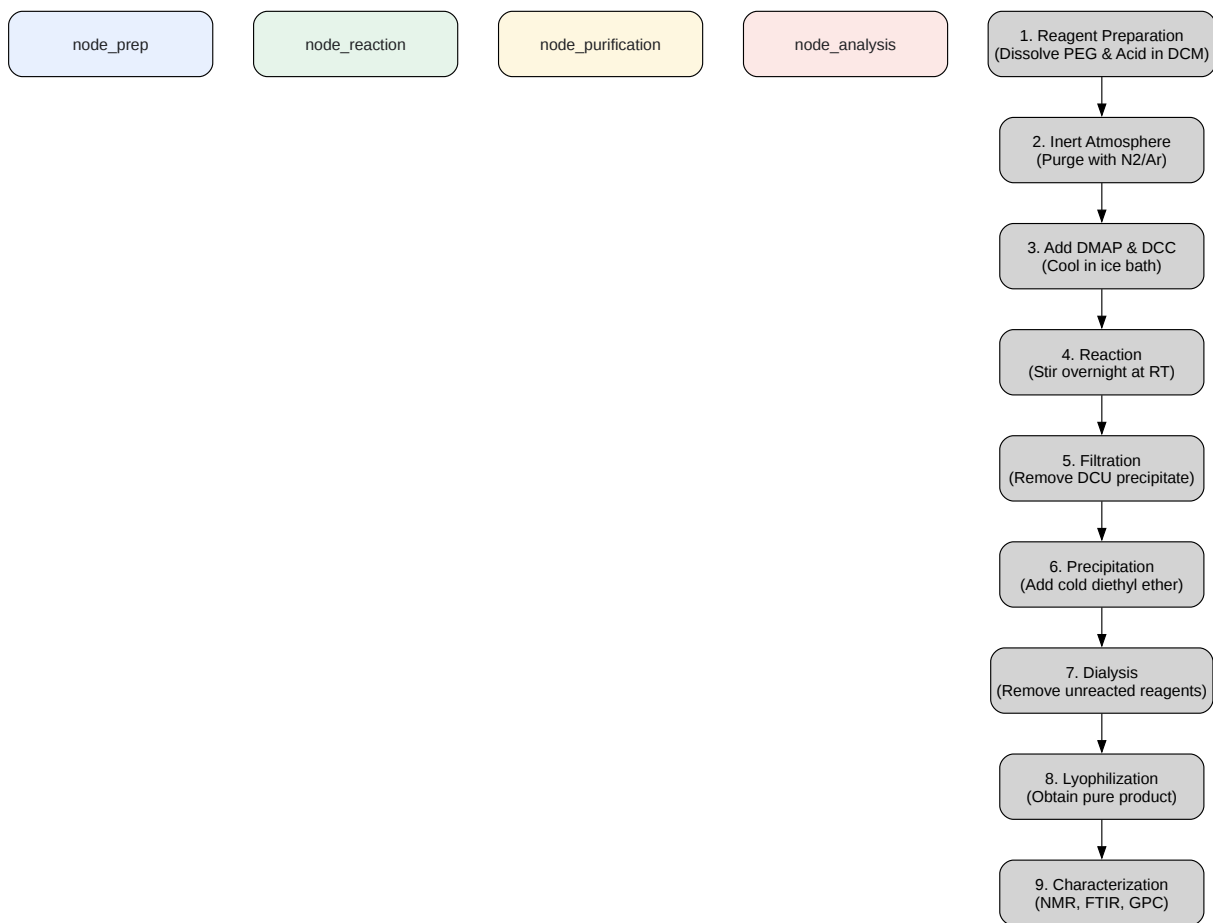 node_prep
node_reaction
node_purification
node_analysis
1. Reagent Preparation
(Dissolve PEG & Acid in DCM)
2. Inert Atmosphere
(Purge with N2/Ar)
3. Add DMAP & DCC
(Cool in ice bath)
4. Reaction
(Stir overnight at RT)
5. Filtration
(Remove DCU precipitate)
6. Precipitation
(Add cold diethyl ether)
7. Dialysis
(Remove unreacted reagents)
8. Lyophilization
(Obtain pure product)
9. Characterization
(NMR, FTIR, GPC)